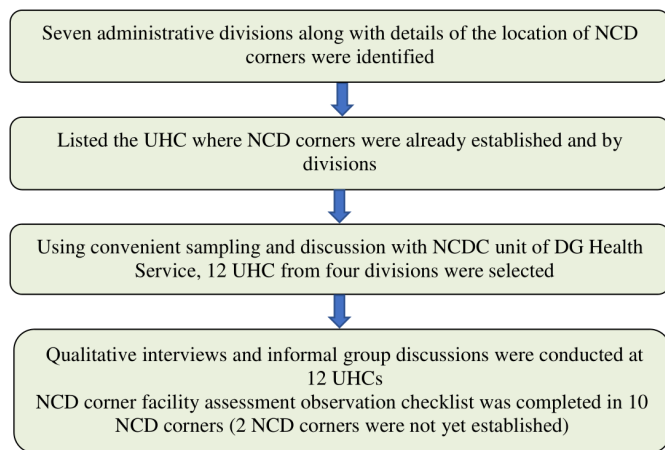 Seven administrative divisions along with details of the location of NCD
corners were identified
Listed the UHC where NCD corners were already established and by
divisions
Using convenient sampling and discussion with NCDC unit of DG Health
Service, 12 UHC from four divisions were selected
Qualitative interviews and informal group discussions were conducted at
12 UHCs
NCD corner facility assessment observation checklist was completed in 10
NCD corners (2 NCD corners were not yet established)